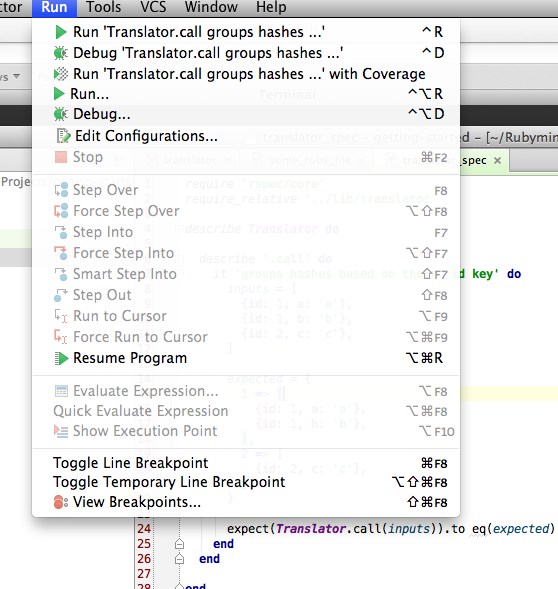 ctor Run Tools VCS Window Help
Run 'Translator.call groups hashes ...' ^R
Debug 'Translator.call groups hashes ...' ^D
Run 'Translator.call groups hashes ...' with Coverage
Run... ^⌥R
Debug... ^⌥D
Edit Configurations...
Stop ⌘F2
Step Over F8
Force Step Over ⌥⇧F8
Step Into F7
Force Step Into ⌥⇧F7
Smart Step Into ⇧F7
Step Out ⇧F8
Run to Cursor ⌥F9
Force Run to Cursor ⌥⌘F9
Resume Program ⌥⌘R
Evaluate Expression... ⌥F8
Quick Evaluate Expression ⌥⌘F8
Show Execution Point ⌥F10
Toggle Line Breakpoint ⌘F8
Toggle Temporary Line Breakpoint ⌥⇧⌘F8
View Breakpoints... ⇧⌘F8
Terminal
translator_spec - getting-started - [~/Rubymin
Project
require 'rspec/core'
require_relative '../lib/translator'
describe Translator do
describe '.call' do
it 'groups hashes based on the id key' do
inputs = [
{id: 1, a: 'a'},
{id: 1, b: 'b'},
{id: 2, c: 'c'},
]
expected = {
1 => [
{id: 1, a: 'a'},
{id: 1, b: 'b'},
],
2 => [
{id: 2, c: 'c'},
24 expect(Translator.call(inputs)).to eq(expected)
25 end
26 end
27
28 end